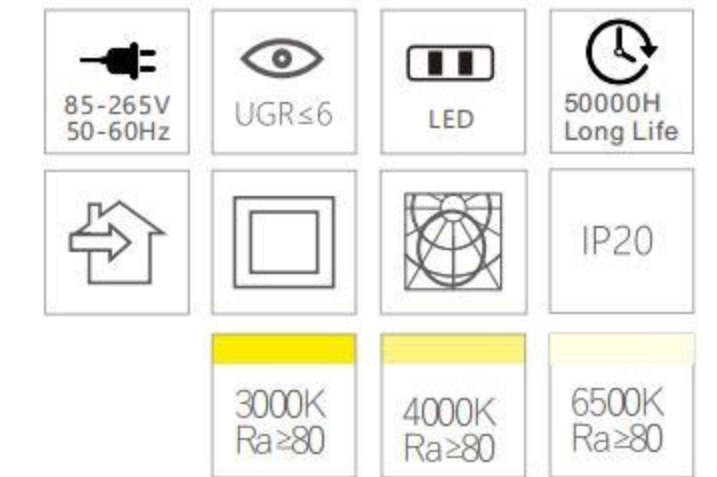 85-265V
50-60Hz
UGR≤6
LED
50000H
Long Life
IP20
3000K
Ra≥80
4000K
Ra≥80
6500K
Ra≥80